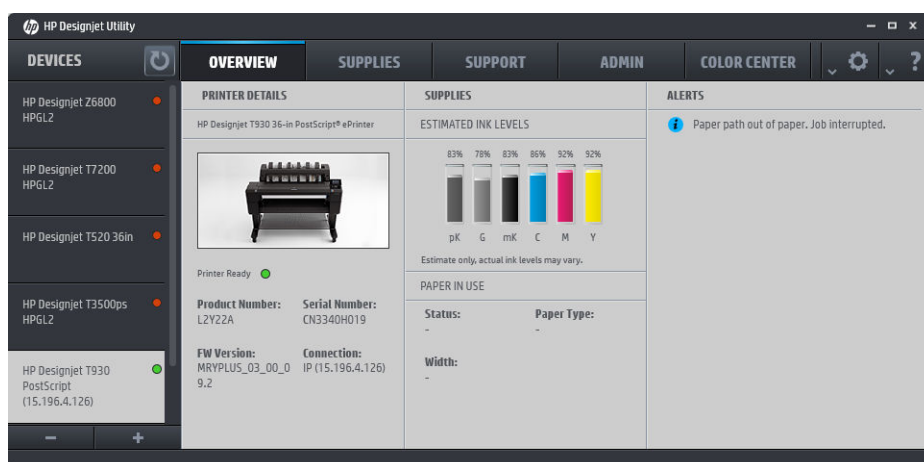 hp HP Designjet Utility
DEVICES
OVERVIEW
SUPPLIES
SUPPORT
ADMIN
COLOR CENTER
?
HP Designjet Z6800
HPGL2
HP Designjet T7200
HPGL2
HP Designjet T520 36in
HP Designjet T3500ps
HPGL2
HP Designjet T930
PostScript
(15.196.4.126)
PRINTER DETAILS
HP Designjet T930 36-in PostScript® ePrinter
Printer Ready
Product Number:
L2Y22A
Serial Number:
CN3340H019
FW Version:
MRYPLUS_03_00_0
9.2
Connection:
IP (15.196.4.126)
SUPPLIES
ESTIMATED INK LEVELS
83% 78% 83% 86% 92% 92%
pK G mK C M Y
Estimate only, actual ink levels may vary.
PAPER IN USE
Status:
-
Paper Type:
-
Width:
-
ALERTS
Paper path out of paper. Job interrupted.